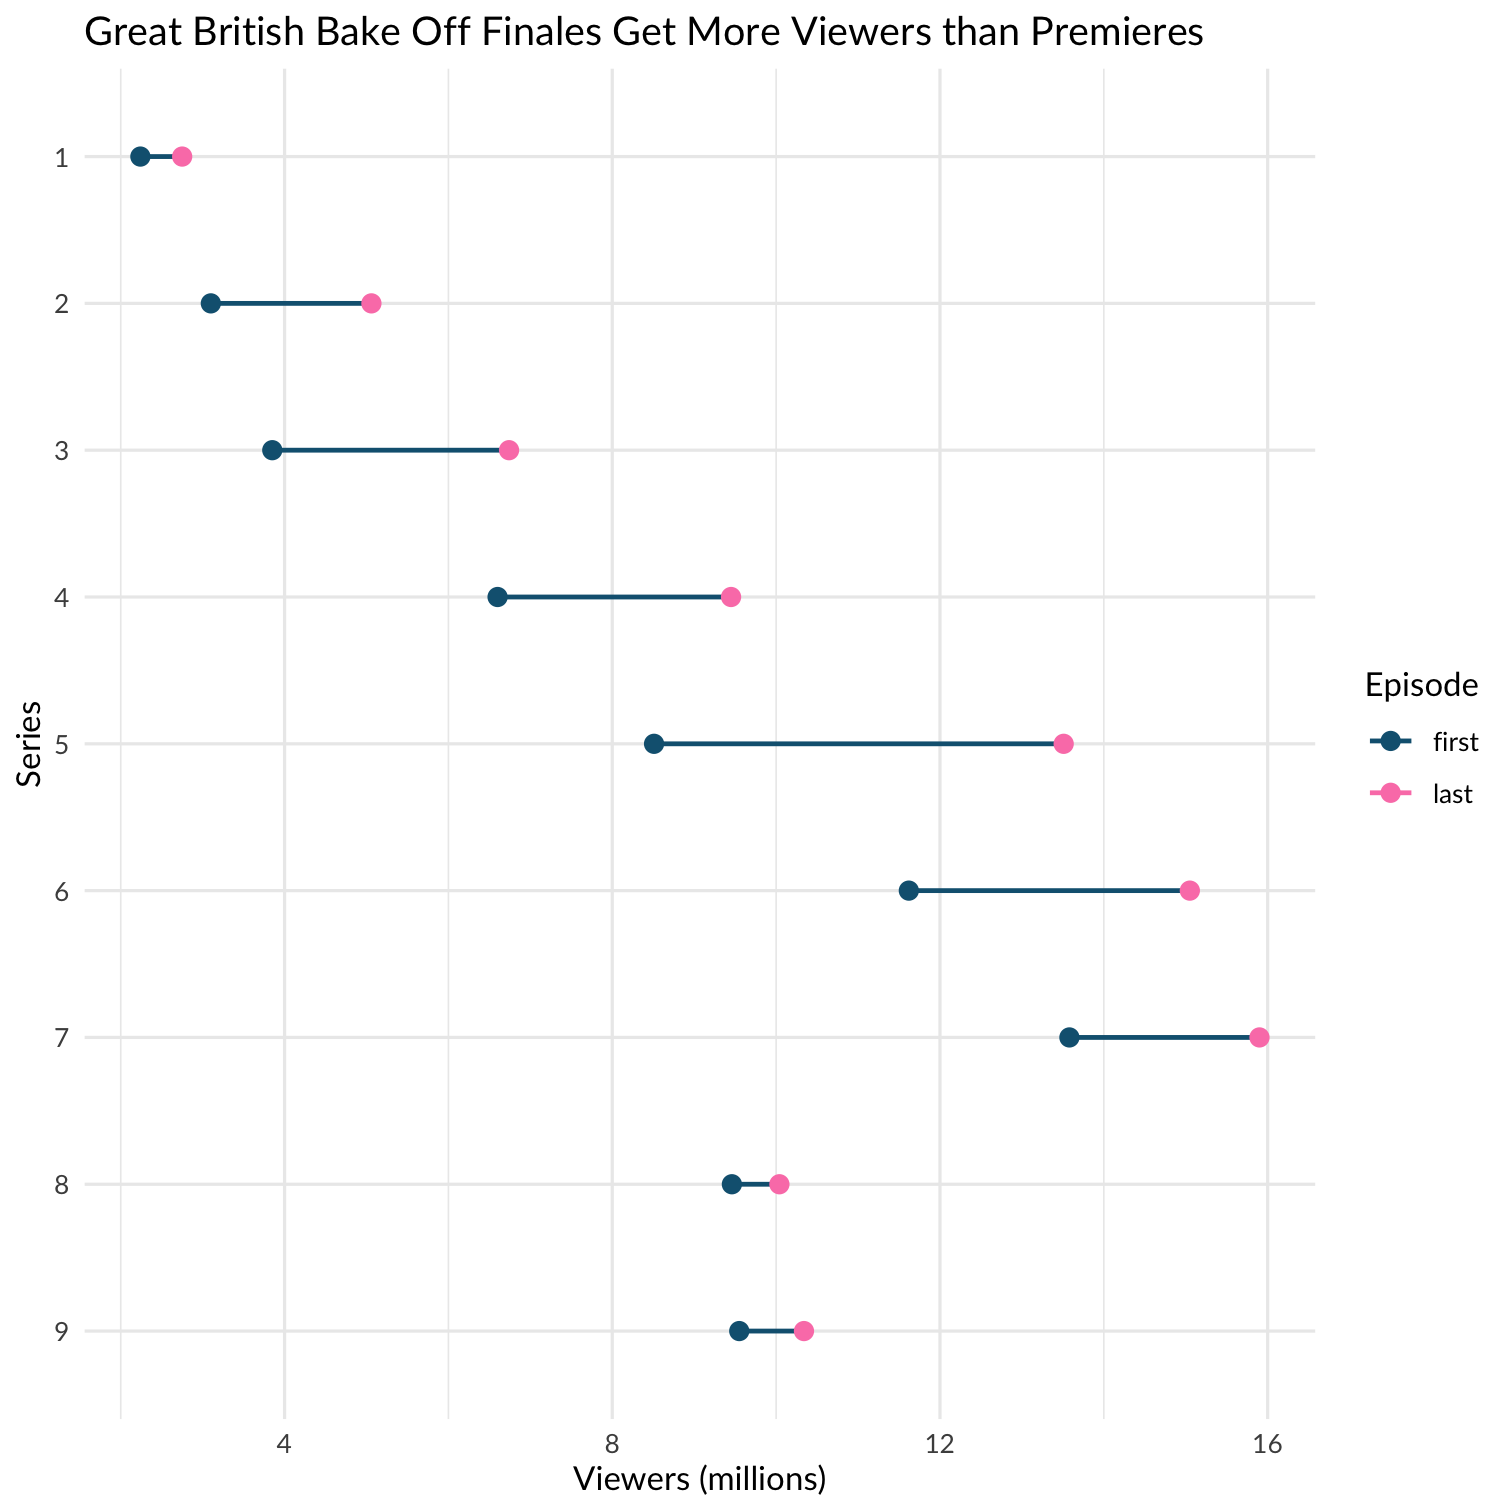 Great British Bake Off Finales Get More Viewers than Premieres
1
2
3
4
5
6
7
8
9
Series
4 8 12 16
Viewers (millions)
Episode
first
last